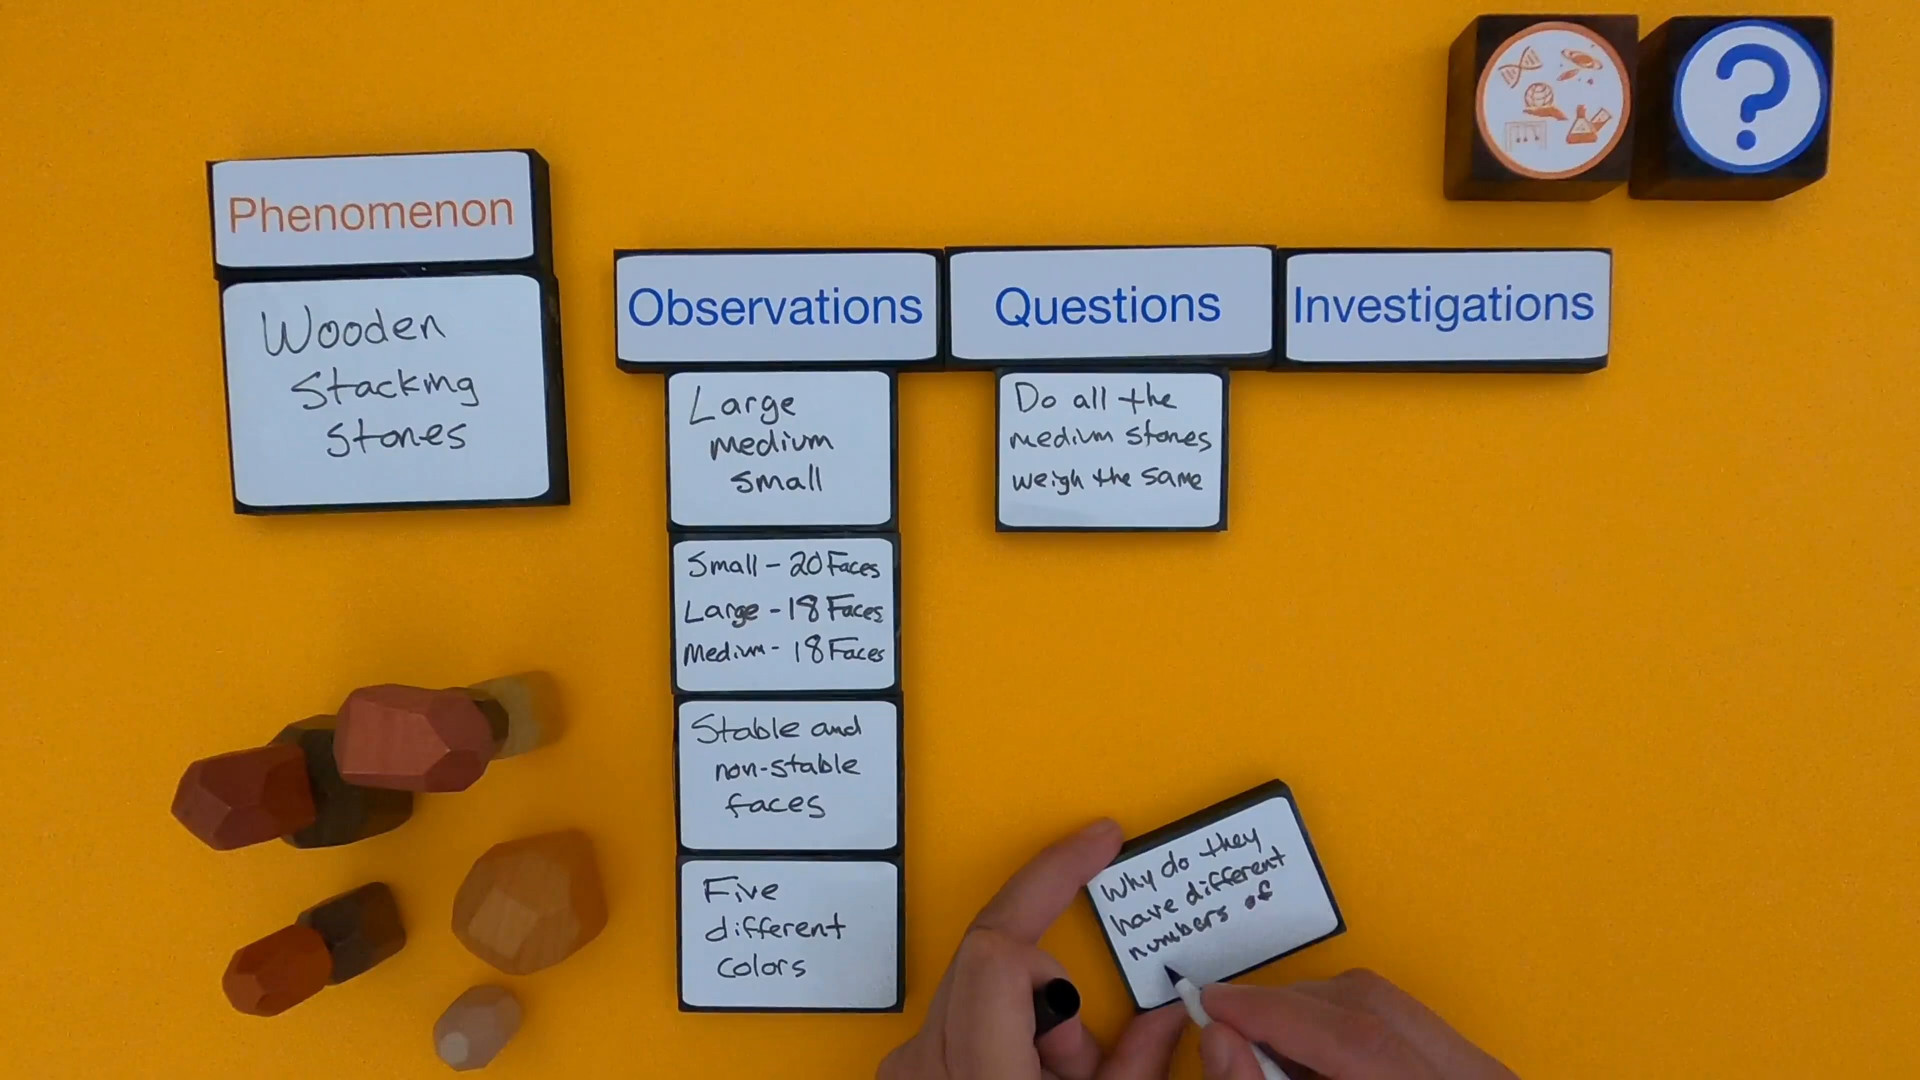 Phenomenon
Wooden
Stacking
Stones
Observations
Large
medium
small
Small - 20 Faces
Large - 18 Faces
Medium - 18 Faces
Stable and
non-stable
faces
Five
different
colors
Questions
Do all the
medium stones
weigh the same
Why do they
have different
numbers of
Investigations
?